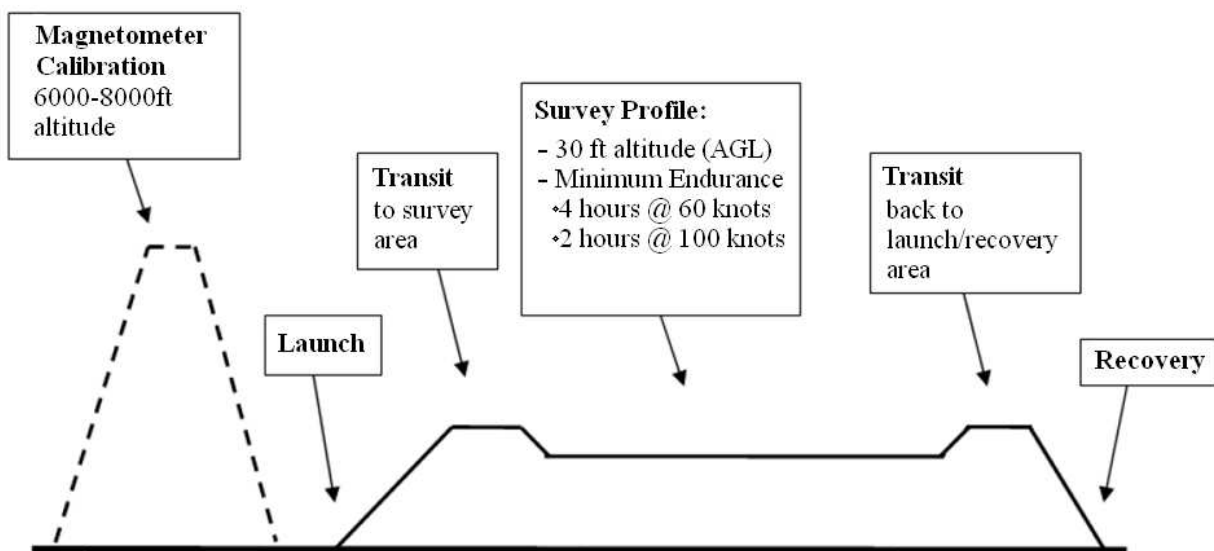 Magnetometer
Calibration
6000-8000ft
altitude
Survey Profile:
- 30 ft altitude (AGL)
- Minimum Endurance
•4 hours @ 60 knots
•2 hours @ 100 knots
Transit
to survey
area
Transit
back to
launch/recovery
area
Launch
Recovery